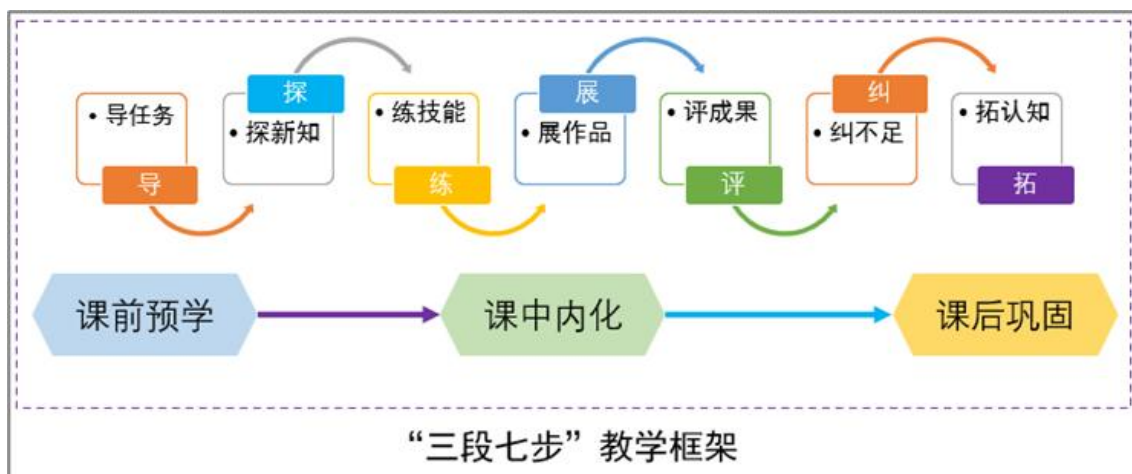 探
展
纠
• 导任务
• 探新知
• 练技能
• 展作品
• 评成果
• 纠不足
• 拓认知
导
练
评
拓
课前预学
课中内化
课后巩固
“三段七步”教学框架